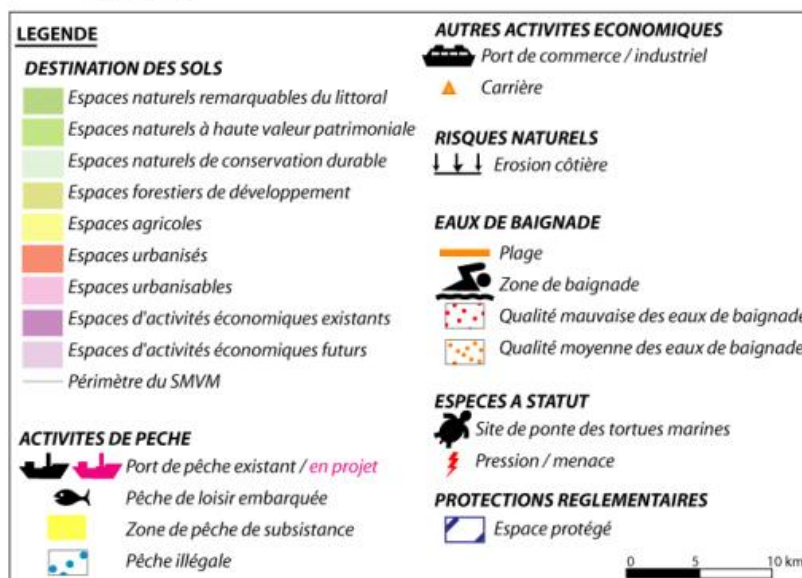 LEGENDE
DESTINATION DES SOLS
Espaces naturels remarquables du littoral
Espaces naturels à haute valeur patrimoniale
Espaces naturels de conservation durable
Espaces forestiers de développement
Espaces agricoles
Espaces urbanisés
Espaces urbanisables
Espaces d'activités économiques existants
Espaces d'activités économiques futurs
Périmètre du SMVM
ACTIVITES DE PECHE
Port de pêche existant / en projet
Pêche de loisir embarquée
Zone de pêche de subsistance
Pêche illégale
AUTRES ACTIVITES ECONOMIQUES
Port de commerce / industriel
Carrière
RISQUES NATURELS
Erosion côtière
EAUX DE BAIGNADE
Plage
Zone de baignade
Qualité mauvaise des eaux de baignade
Qualité moyenne des eaux de baignade
ESPECES A STATUT
Site de ponte des tortues marines
Pression / menace
PROTECTIONS REGLEMENTAIRES
Espace protégé
0 5 10 km